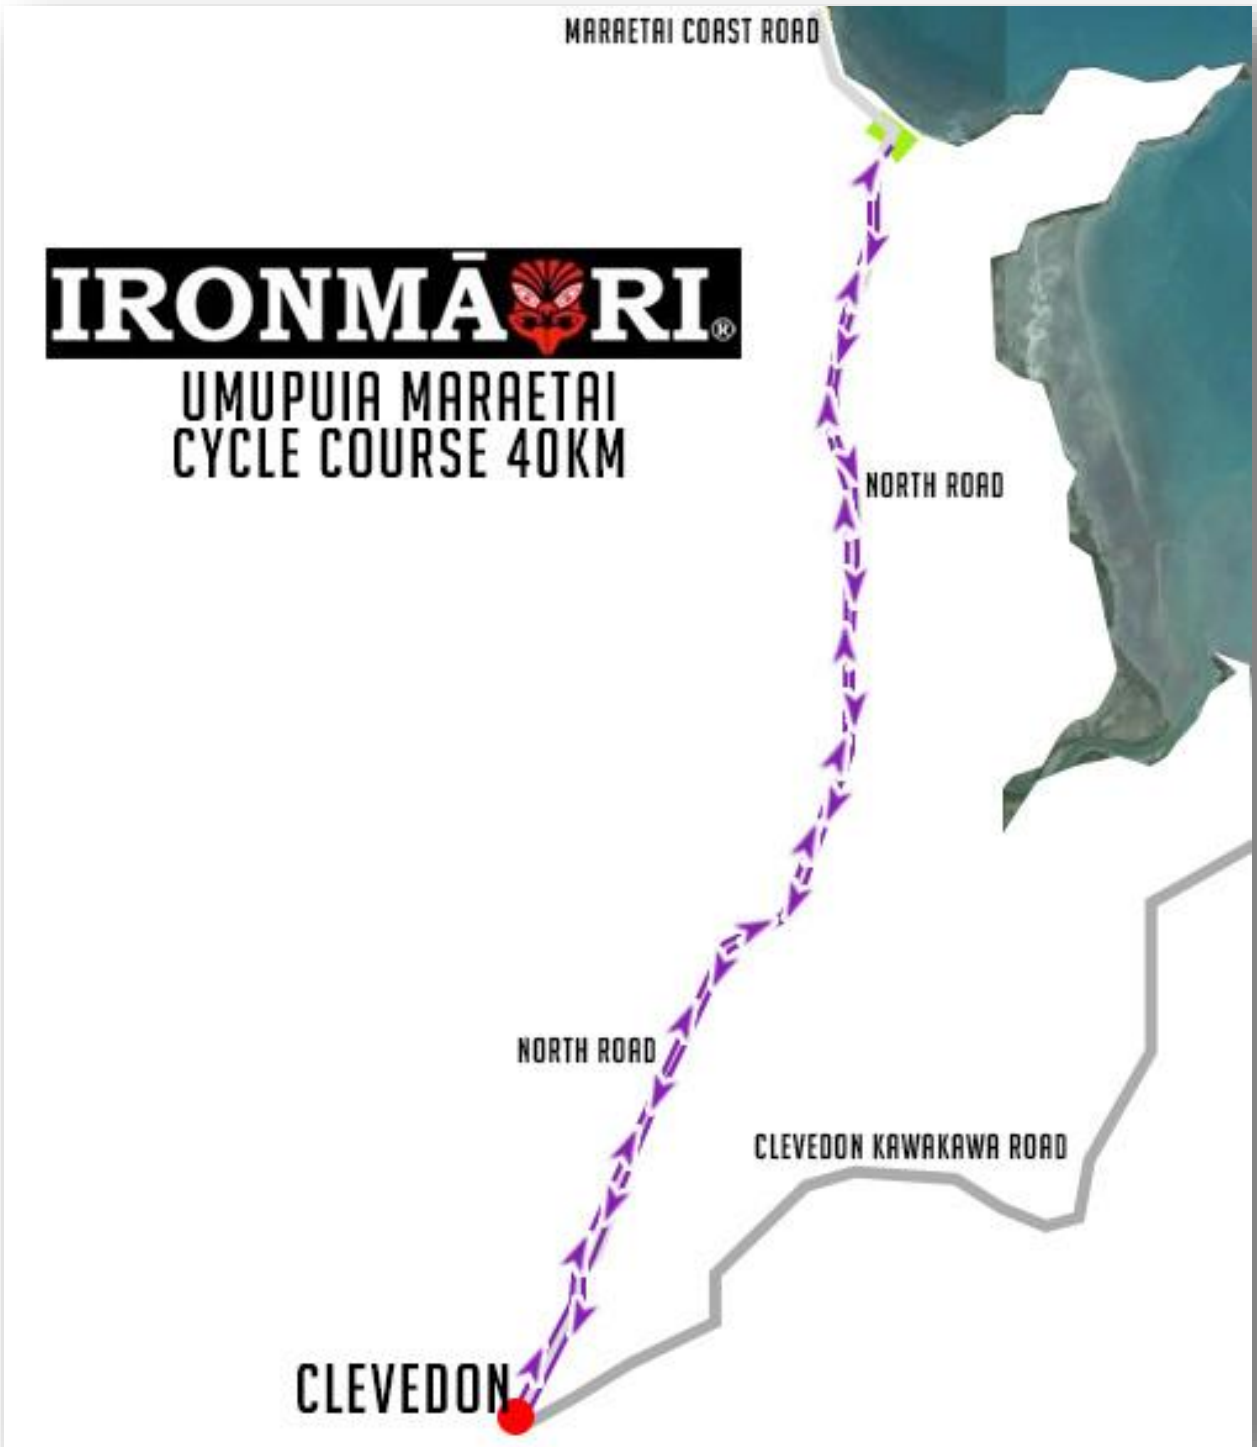 MARAETAI COAST ROAD
IRONMĀORI®
UMUPUIA MARAETAI
CYCLE COURSE 40KM
NORTH ROAD
NORTH ROAD
CLEVEDON KAWAKAWA ROAD
CLEVEDON